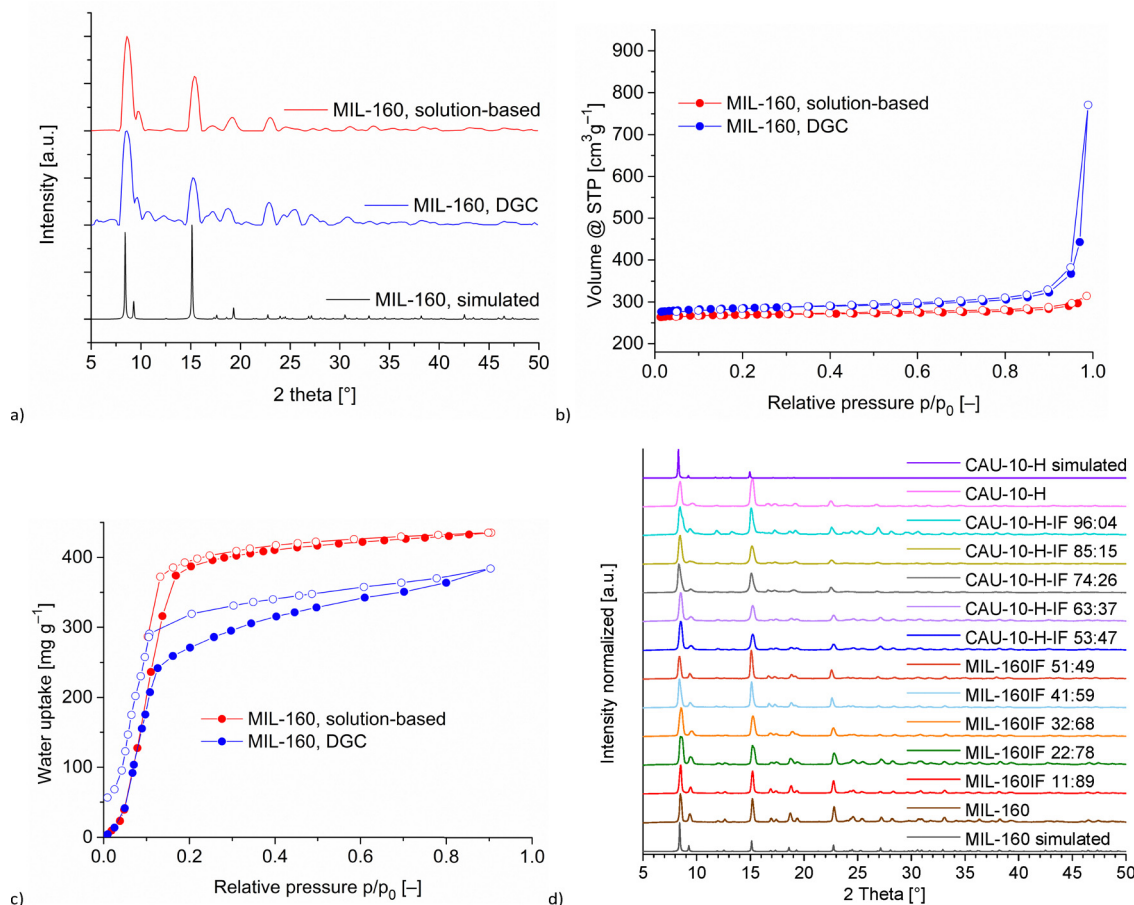 MIL-160, solution-based
MIL-160, DGC
MIL-160, simulated
Intensity [a.u.]
5 10 15 20 25 30 35 40 45 50
2 theta [°]
a)
900
800
700
600
500
400
300
200
Volume @ STP [cm³g⁻¹]
MIL-160, solution-based
MIL-160, DGC
0.0 0.2 0.4 0.6 0.8 1.0
Relative pressure p/p₀ [–]
b)
400
300
200
100
0
Water uptake [mg g⁻¹]
MIL-160, solution-based
MIL-160, DGC
0.0 0.2 0.4 0.6 0.8 1.0
Relative pressure p/p₀ [–]
c)
Intensity normalized [a.u.]
CAU-10-H simulated
CAU-10-H
CAU-10-H-IF 96:04
CAU-10-H-IF 85:15
CAU-10-H-IF 74:26
CAU-10-H-IF 63:37
CAU-10-H-IF 53:47
MIL-160IF 51:49
MIL-160IF 41:59
MIL-160IF 32:68
MIL-160IF 22:78
MIL-160IF 11:89
MIL-160
MIL-160 simulated
5 10 15 20 25 30 35 40 45 50
2 Theta [°]
d)